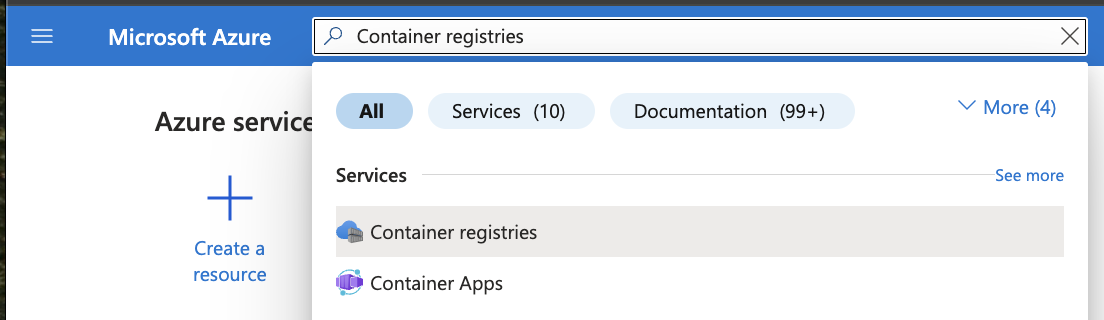 Microsoft Azure
Container registries
All
Services (10)
Documentation (99+)
More (4)
Azure service
Services
See more
Create a
resource
Container registries
Container Apps